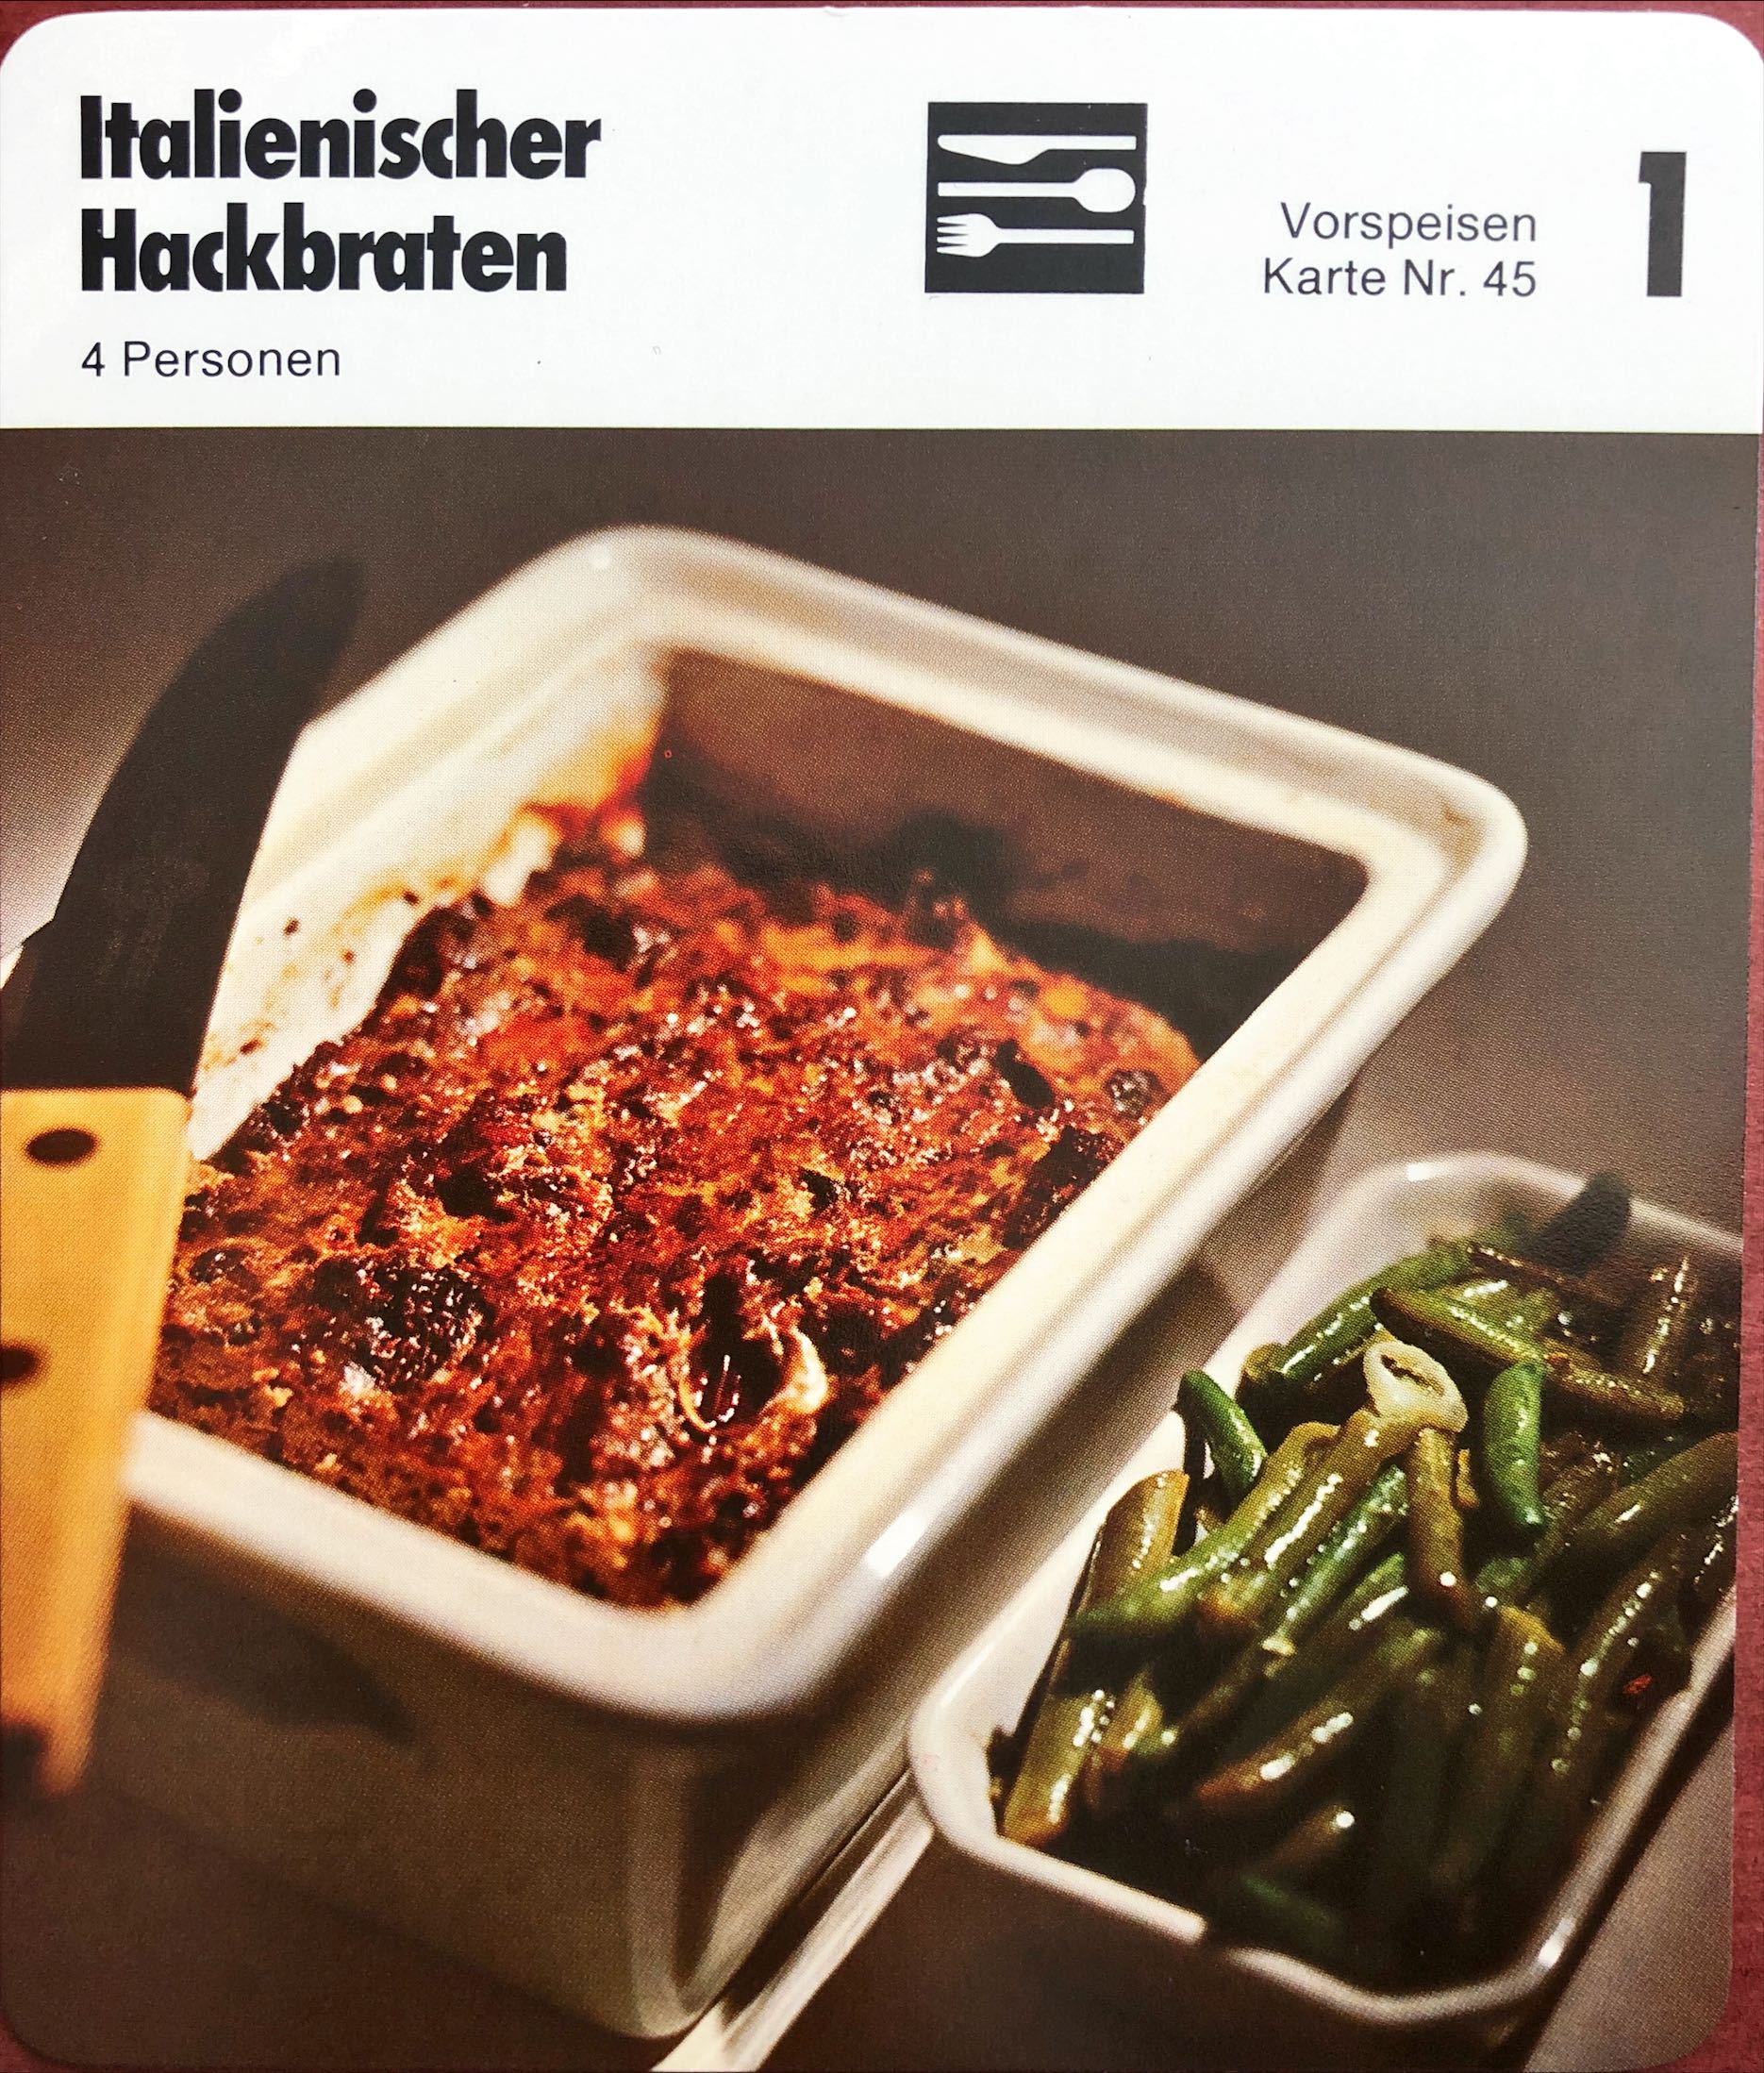 Italienischer
Hackbraten
4 Personen
Vorspeisen
Karte Nr. 45
1